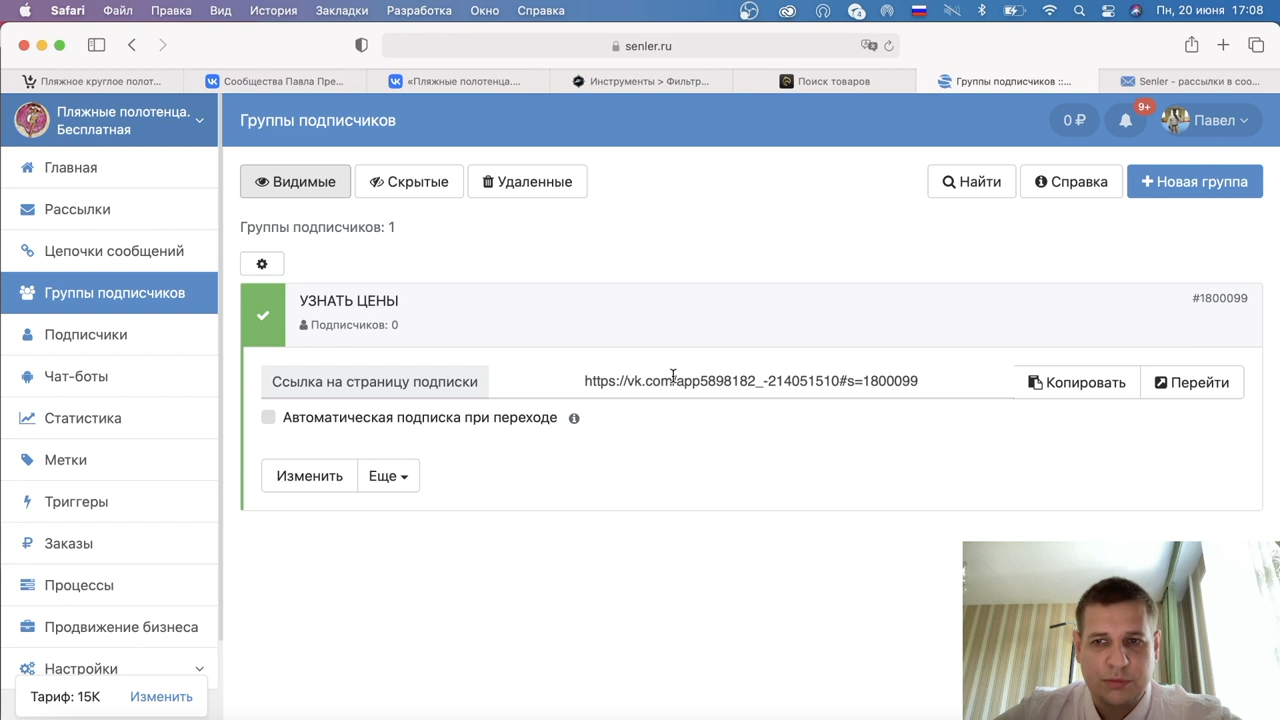 Safari Файл Правка Вид История Закладки Разработка Окно Справка 4 Пн, 20 июня 17:08
senler.ru
Пляжное круглое полот... Сообщества Павла Пре... «Пляжные полотенца.... Инструменты > Фильтр... Поиск товаров Группы подписчиков ::... Senler - рассылки в соо...
Пляжные полотенца.
Бесплатная
Группы подписчиков
0 ₽ 9+ Павел
Главная
Рассылки
Цепочки сообщений
Группы подписчиков
Подписчики
Чат-боты
Статистика
Метки
Триггеры
Заказы
Процессы
Продвижение бизнеса
Настройки
Тариф: 15K Изменить
Видимые Скрытые Удаленные Найти Справка Новая группа
Группы подписчиков: 1
УЗНАТЬ ЦЕНЫ #1800099
Подписчиков: 0
Ссылка на страницу подписки https://vk.com/app5898182_-214051510#s=1800099 Копировать Перейти
Автоматическая подписка при переходе
Изменить Еще